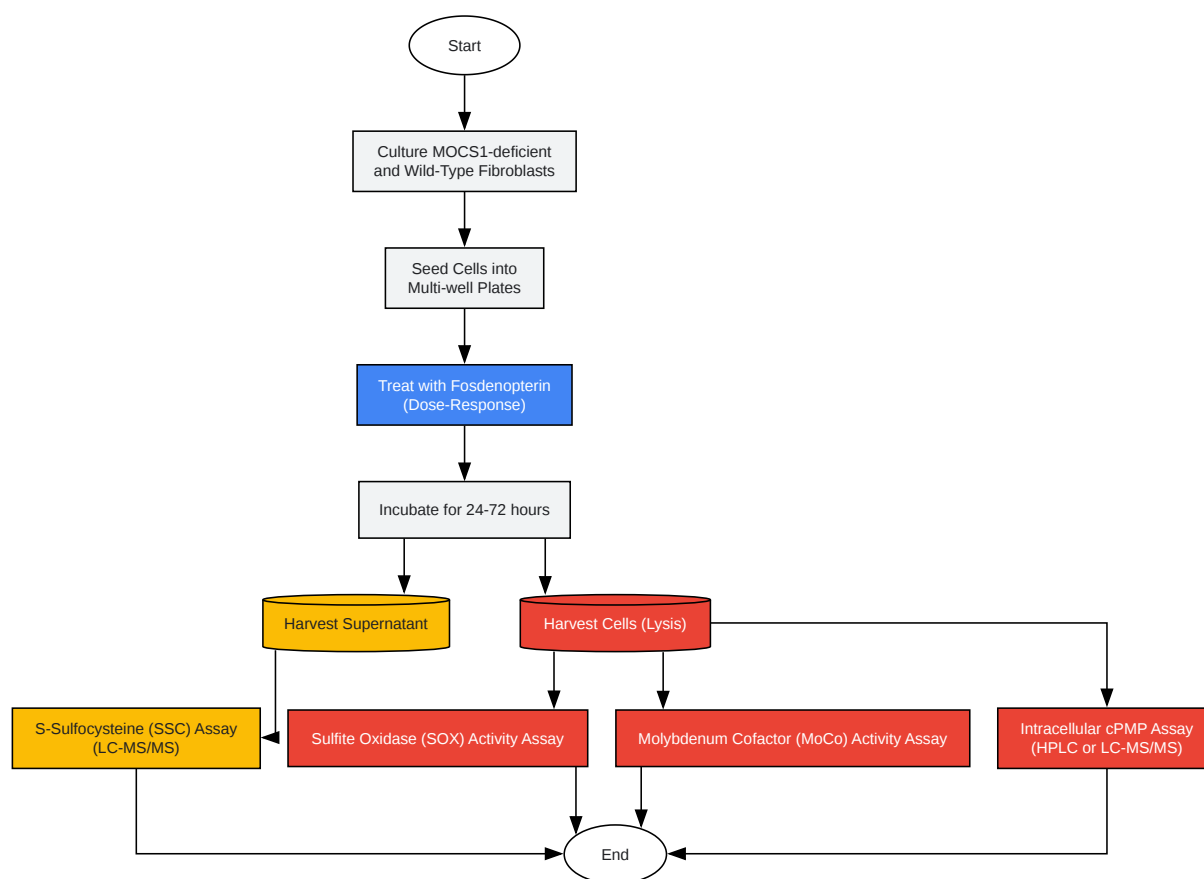 Start
Culture MOCS1-deficient
and Wild-Type Fibroblasts
Seed Cells into
Multi-well Plates
Treat with Fosdenopterin
(Dose-Response)
Incubate for 24-72 hours
Harvest Supernatant
Harvest Cells (Lysis)
S-Sulfocysteine (SSC) Assay
(LC-MS/MS)
Sulfite Oxidase (SOX) Activity Assay
Molybdenum Cofactor (MoCo) Activity Assay
Intracellular cPMP Assay
(HPLC or LC-MS/MS)
End